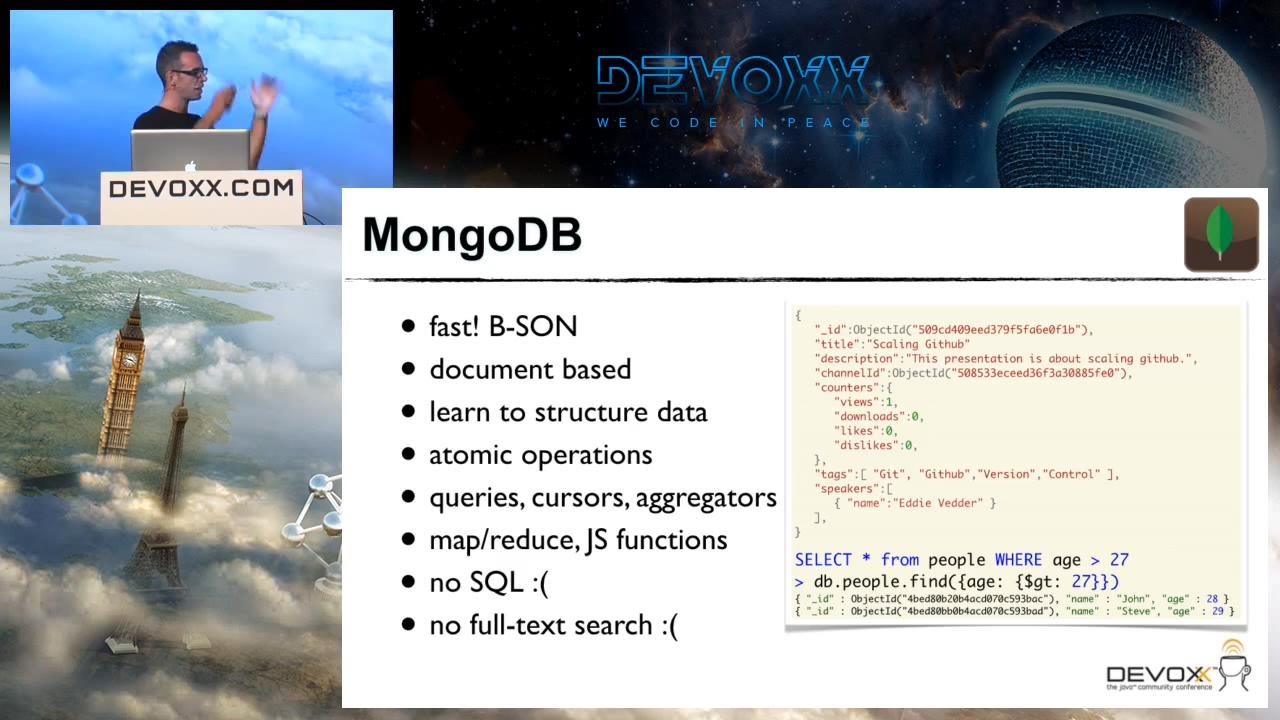 DEVOXX
WE CODE IN PEACE
DEVOXX.COM
MongoDB
• fast! B-SON
• document based
• learn to structure data
• atomic operations
• queries, cursors, aggregators
• map/reduce, JS functions
• no SQL :(
• no full-text search :(
{
"_id":ObjectId("509cd409eed379f5fa6e0f1b"),
"title":"Scaling Github"
"description":"This presentation is about scaling github.",
"channelId":ObjectId("508533eceed36f3a30885fe0"),
"counters":{
"views":1,
"downloads":0,
"likes":0,
"dislikes":0,
},
"tags":[ "Git", "Github","Version","Control" ],
"speakers":[
{ "name":"Eddie Vedder" }
],
}
SELECT * from people WHERE age > 27
> db.people.find({age: {$gt: 27}})
{ "_id" : ObjectId("4bed80b20b4acd070c593bac"), "name" : "John", "age" : 28 }
{ "_id" : ObjectId("4bed80bb0b4acd070c593bad"), "name" : "Steve", "age" : 29 }
DEVOXX™
the java™ community conference